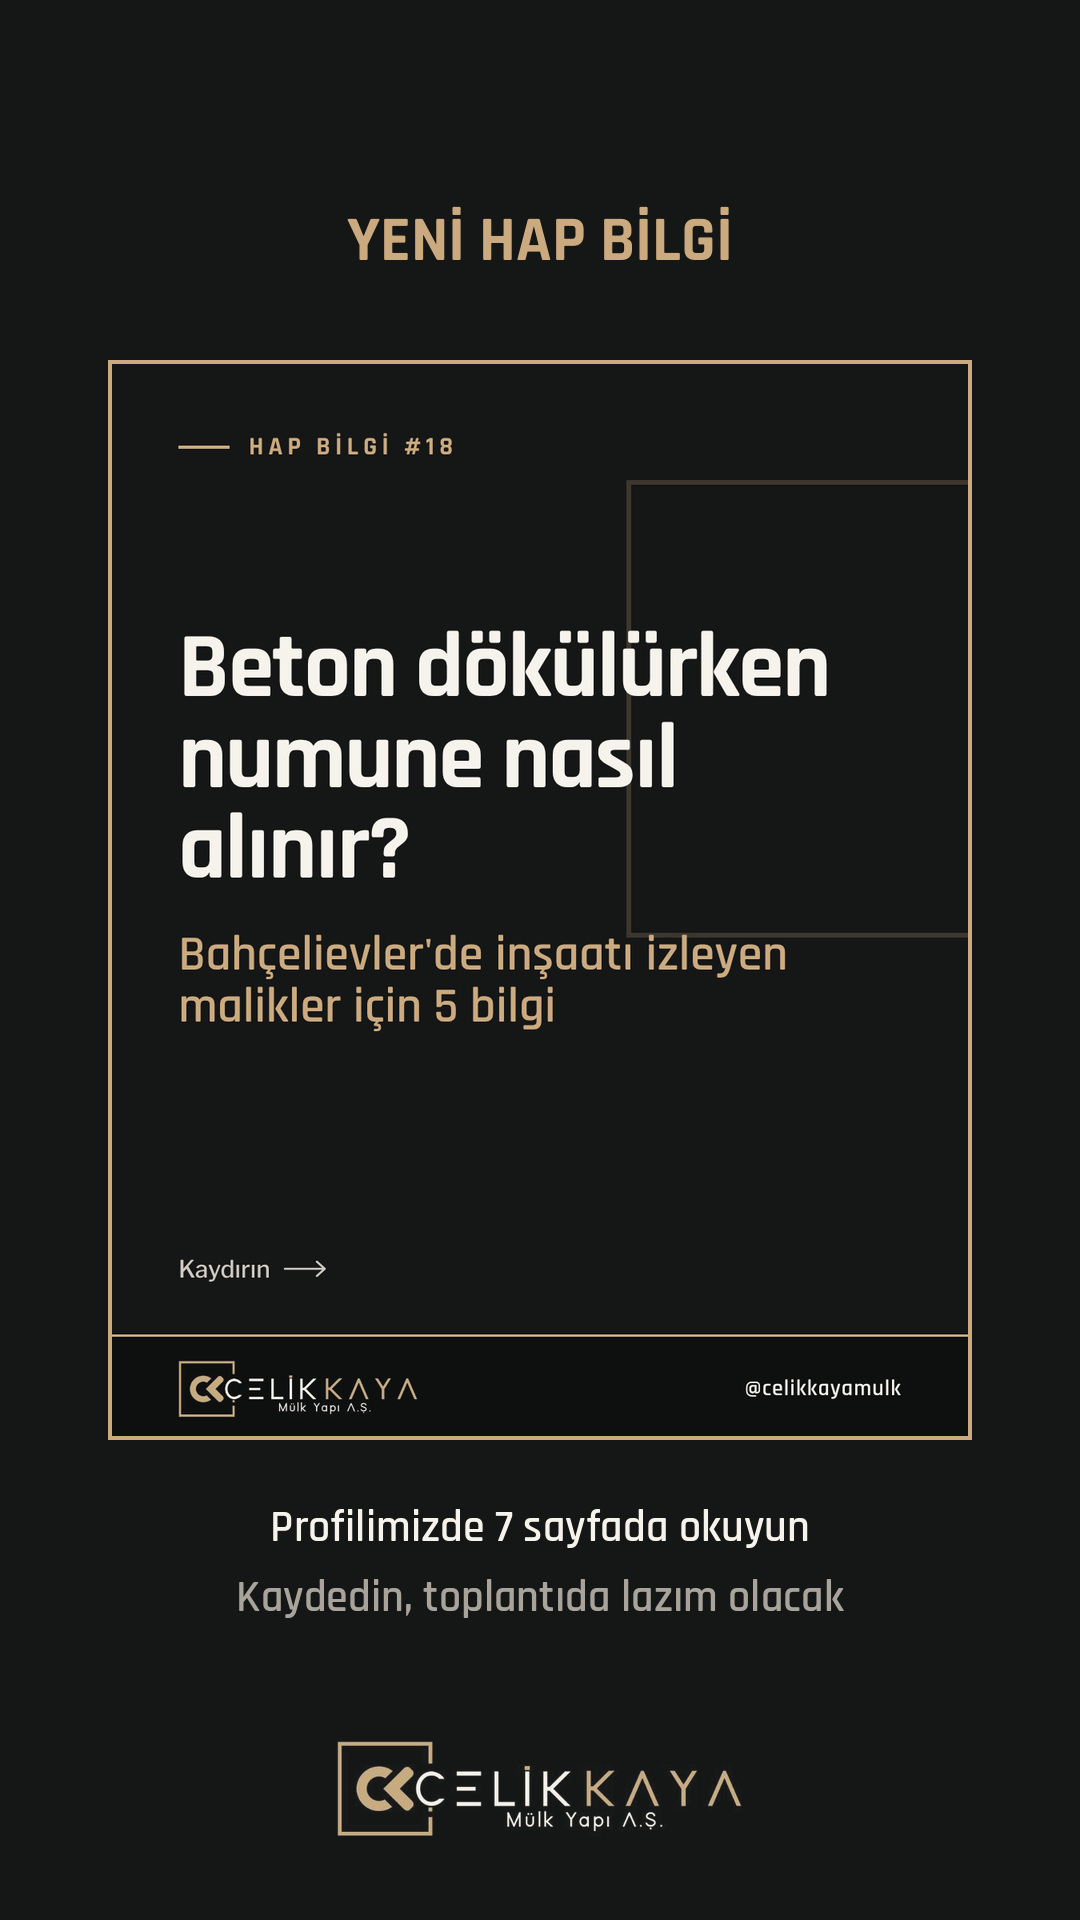 YENİ HAP BİLGİ
HAP BİLGİ #18
Beton dökülürken
numune nasıl
alınır?
Bahçelievler'de inşaatı izleyen
malikler için 5 bilgi
Kaydırın
ÇELİKKAYA
Mülk Yapı A.Ş.
@celikkayamulk
Profilimizde 7 sayfada okuyun
Kaydedin, toplantıda lazım olacak
ÇELİKKAYA
Mülk Yapı A.Ş.